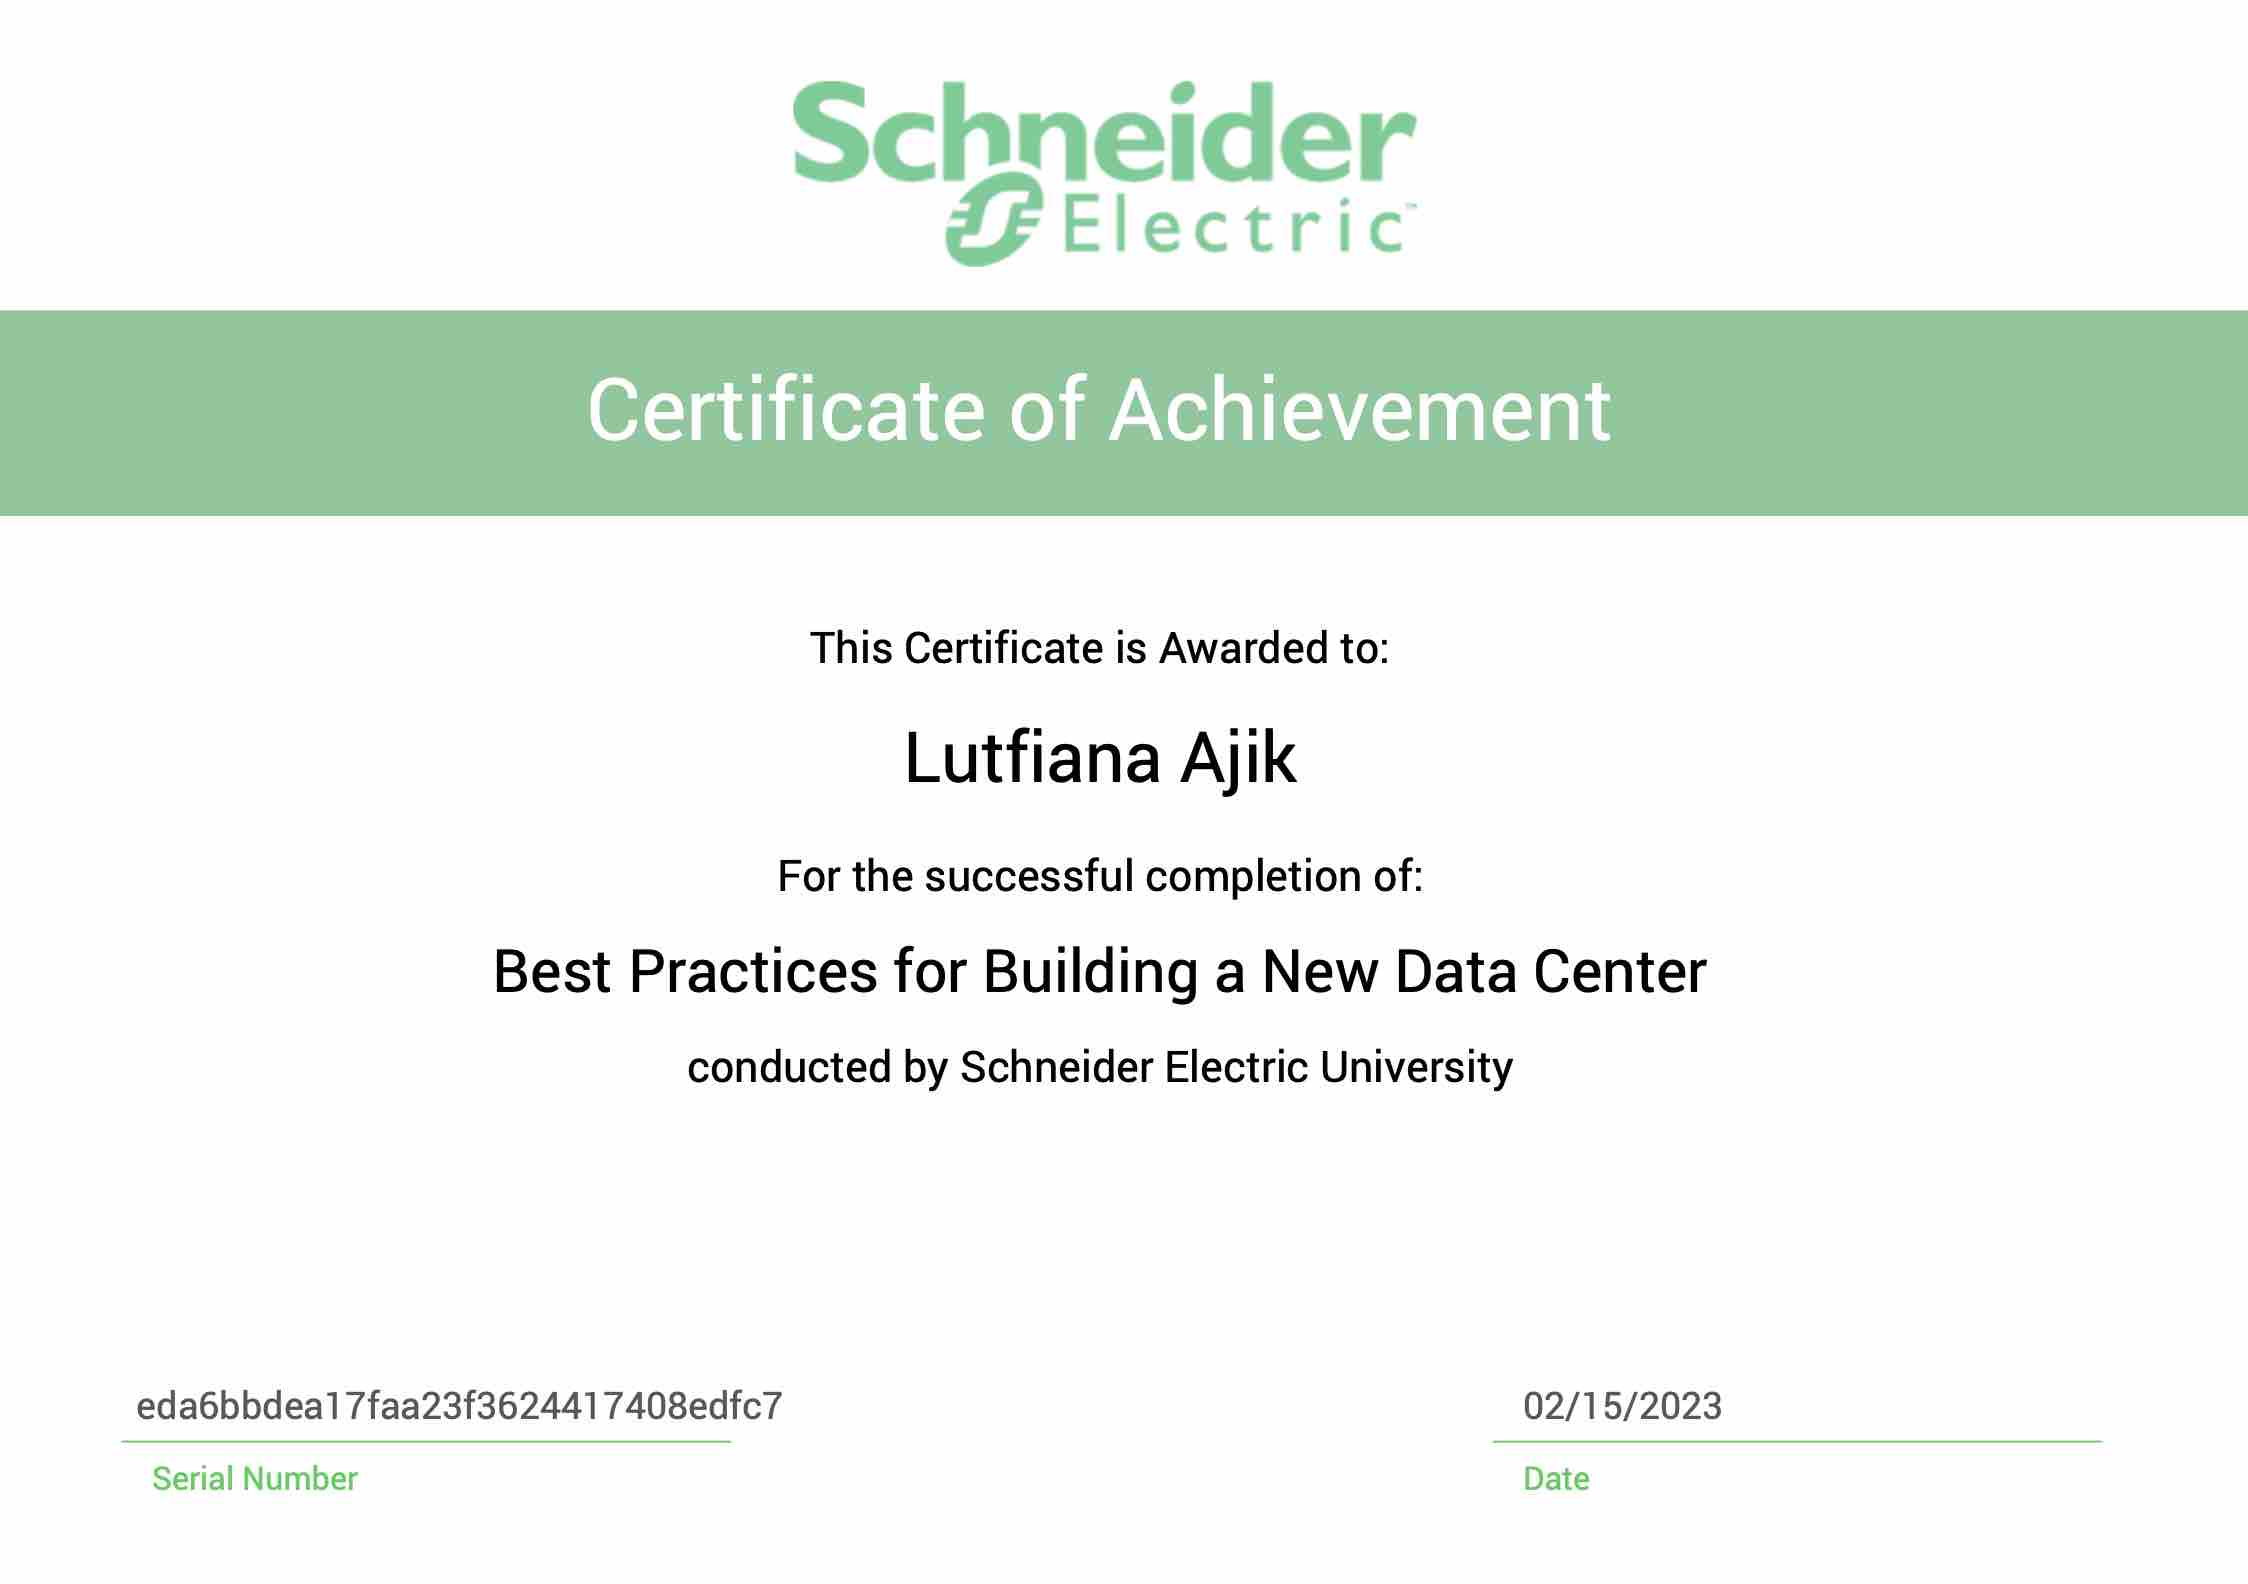 Schneider
Electric™
Certificate of Achievement
This Certificate is Awarded to:
Lutfiana Ajik
For the successful completion of:
Best Practices for Building a New Data Center
conducted by Schneider Electric University
eda6bbdea17faa23f3624417408edfc7
02/15/2023
Serial Number
Date